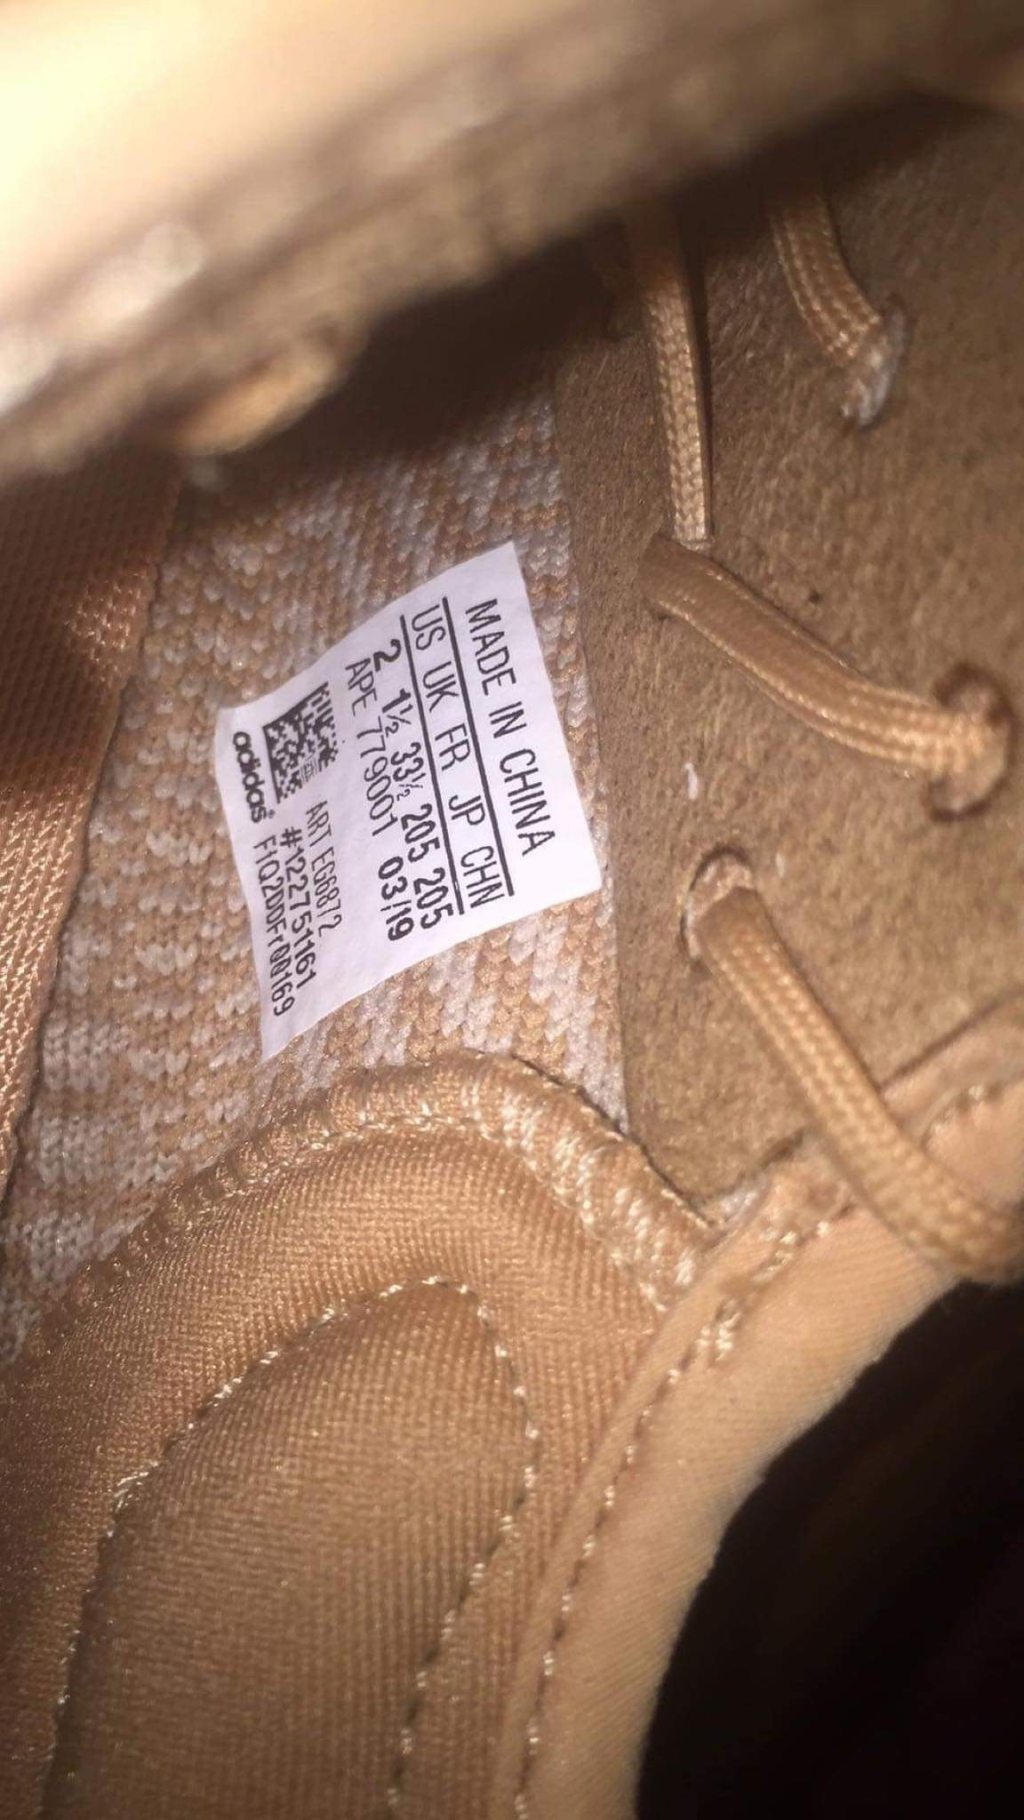 MADE IN CHINA
US UK FR JP CHN
2 1½ 33½ 205 205
APE 779001 03/19
ART EG6872
#122751161
F1Q2DDFr00169
adidas®